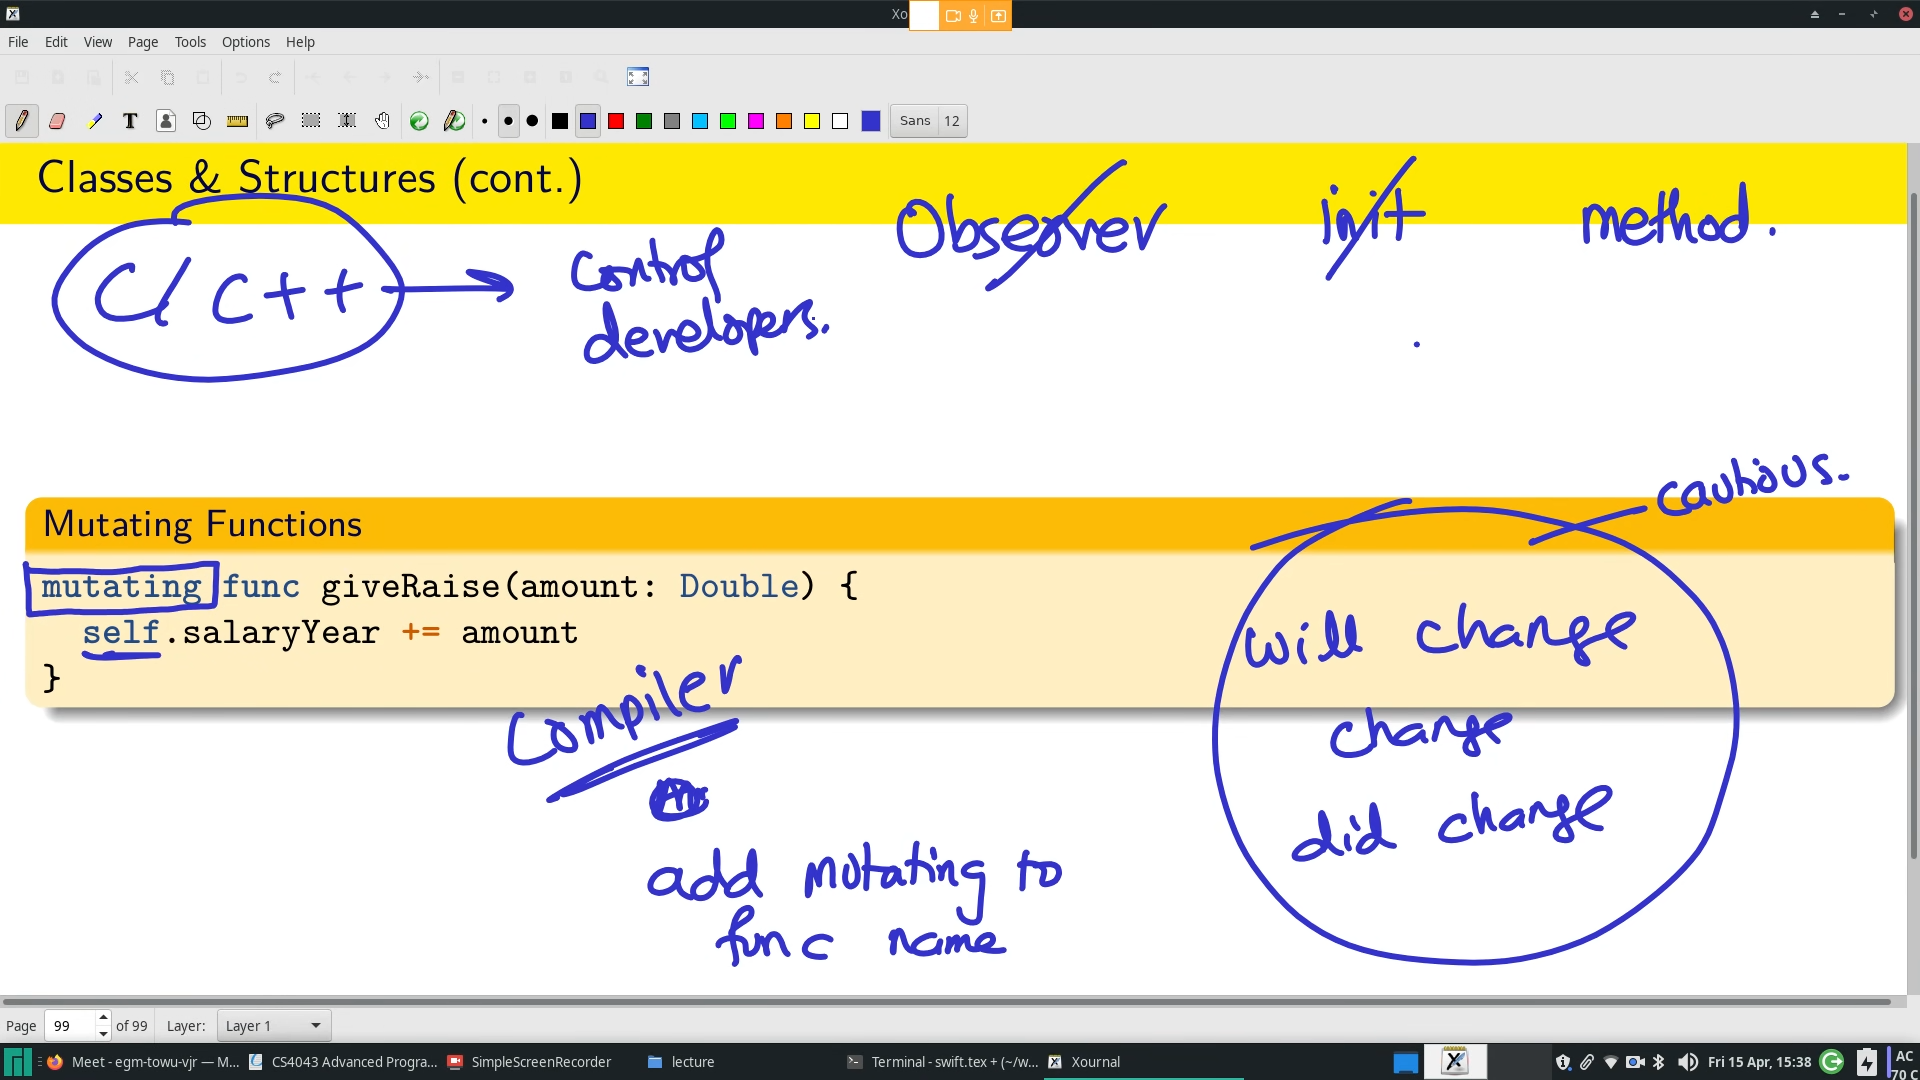 Xo
File Edit View Page Tools Options Help
T Sans 12
Classes & Structures (cont.)
Observer init method.
C/C++ → control
developers.
cautious.
Mutating Functions
mutating func giveRaise(amount: Double) {
self.salaryYear += amount
}
will change
change
did change
Compiler
add mutating to
func name
Page 99 of 99 Layer: Layer 1
Meet - egm-towu-vjr — M... CS4043 Advanced Progra... SimpleScreenRecorder lecture Terminal - swift.tex + (~/w... Xournal Fri 15 Apr, 15:38 AC
70 C